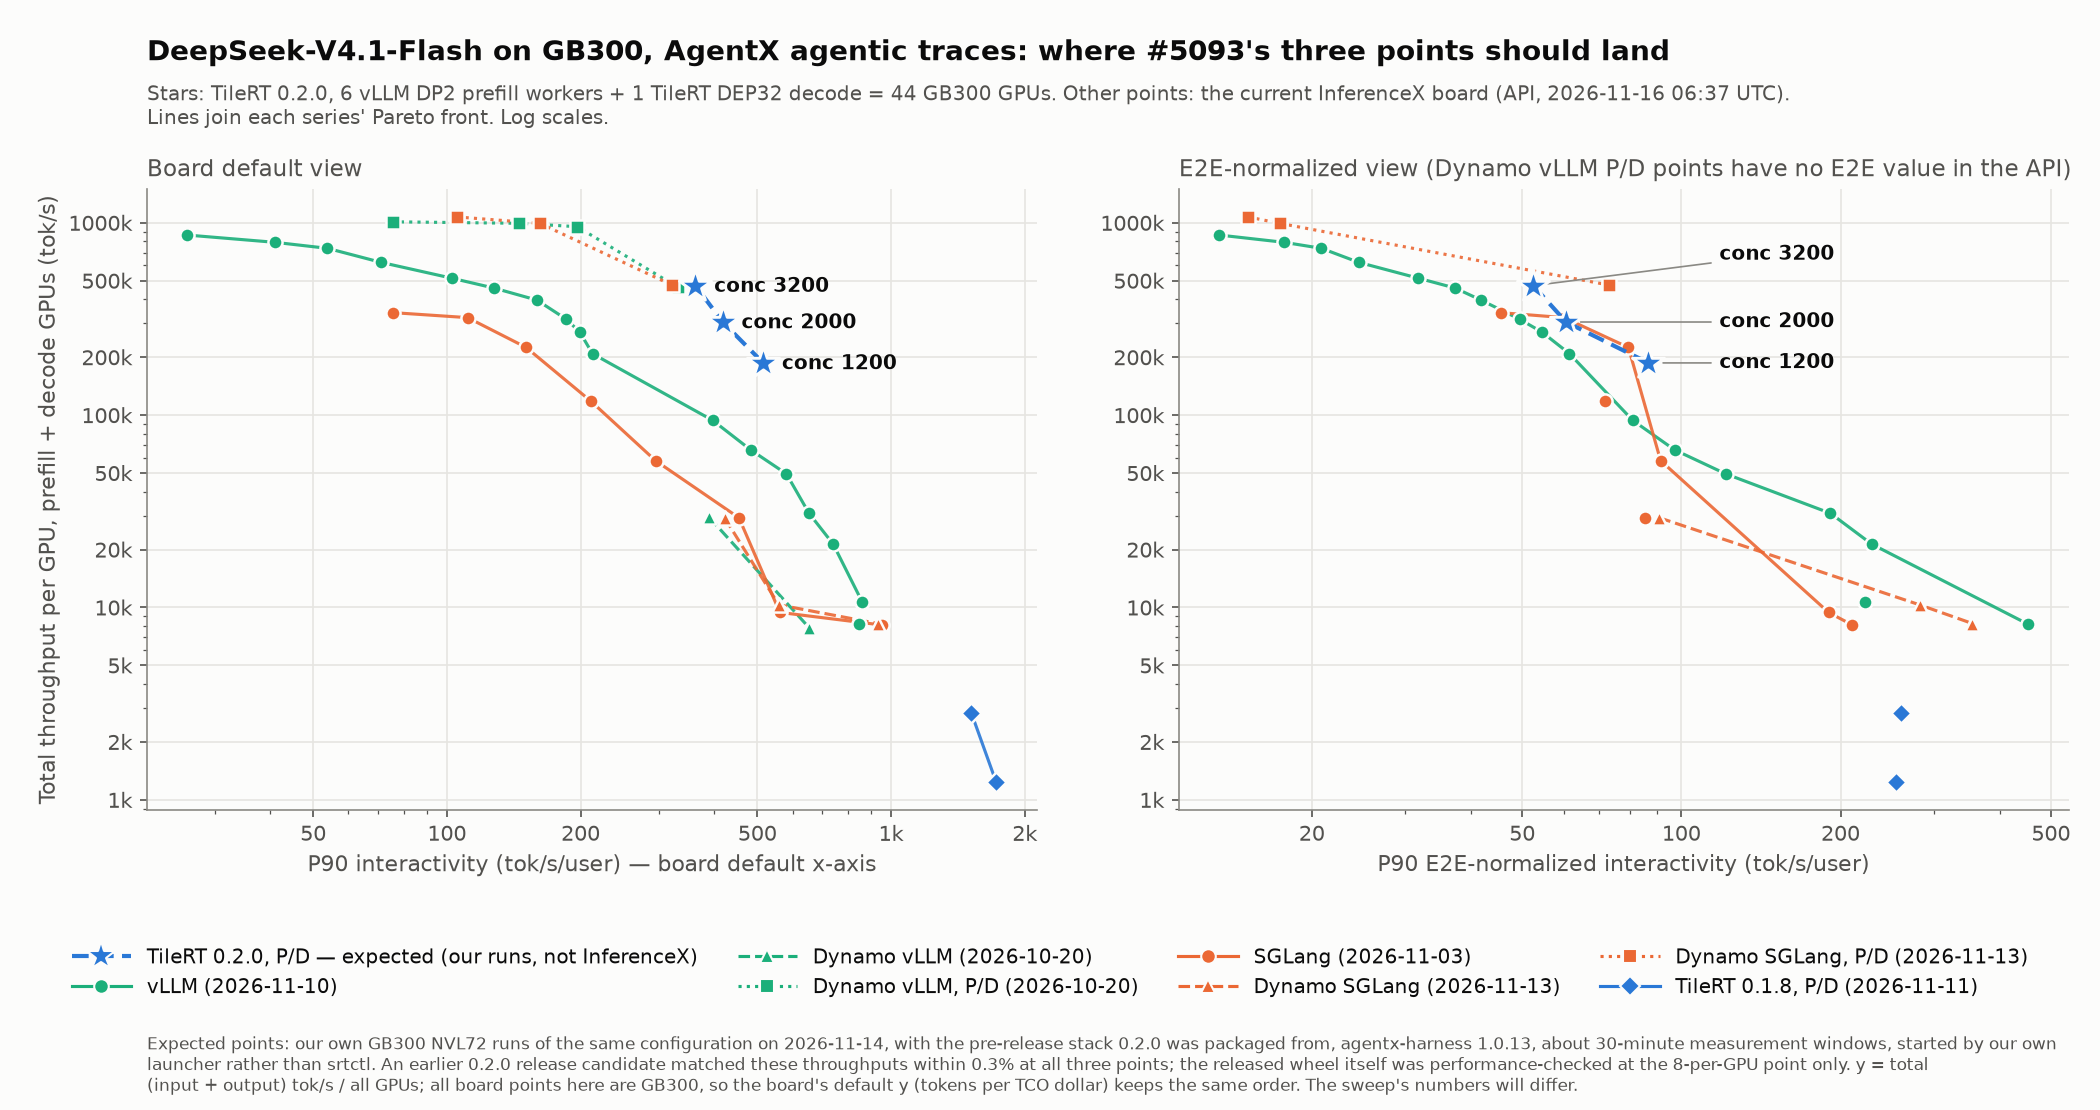 DeepSeek-V4.1-Flash on GB300, AgentX agentic traces: where #5093's three points should land
Stars: TileRT 0.2.0, 6 vLLM DP2 prefill workers + 1 TileRT DEP32 decode = 44 GB300 GPUs. Other points: the current InferenceX board (API, 2026-11-16 06:37 UTC).
Lines join each series' Pareto front. Log scales.
Board default view
Total throughput per GPU, prefill + decode GPUs (tok/s)
1000k
500k
200k
100k
50k
20k
10k
5k
2k
1k
conc 3200
conc 2000
conc 1200
50
100
200
500
1k
2k
P90 interactivity (tok/s/user) — board default x-axis
E2E-normalized view (Dynamo vLLM P/D points have no E2E value in the API)
1000k
500k
200k
100k
50k
20k
10k
5k
2k
1k
conc 3200
conc 2000
conc 1200
20
50
100
200
500
P90 E2E-normalized interactivity (tok/s/user)
TileRT 0.2.0, P/D — expected (our runs, not InferenceX)
vLLM (2026-11-10)
Dynamo vLLM (2026-10-20)
Dynamo vLLM, P/D (2026-10-20)
SGLang (2026-11-03)
Dynamo SGLang (2026-11-13)
Dynamo SGLang, P/D (2026-11-13)
TileRT 0.1.8, P/D (2026-11-11)
Expected points: our own GB300 NVL72 runs of the same configuration on 2026-11-14, with the pre-release stack 0.2.0 was packaged from, agentx-harness 1.0.13, about 30-minute measurement windows, started by our own
launcher rather than srtctl. An earlier 0.2.0 release candidate matched these throughputs within 0.3% at all three points; the released wheel itself was performance-checked at the 8-per-GPU point only. y = total
(input + output) tok/s / all GPUs; all board points here are GB300, so the board's default y (tokens per TCO dollar) keeps the same order. The sweep's numbers will differ.